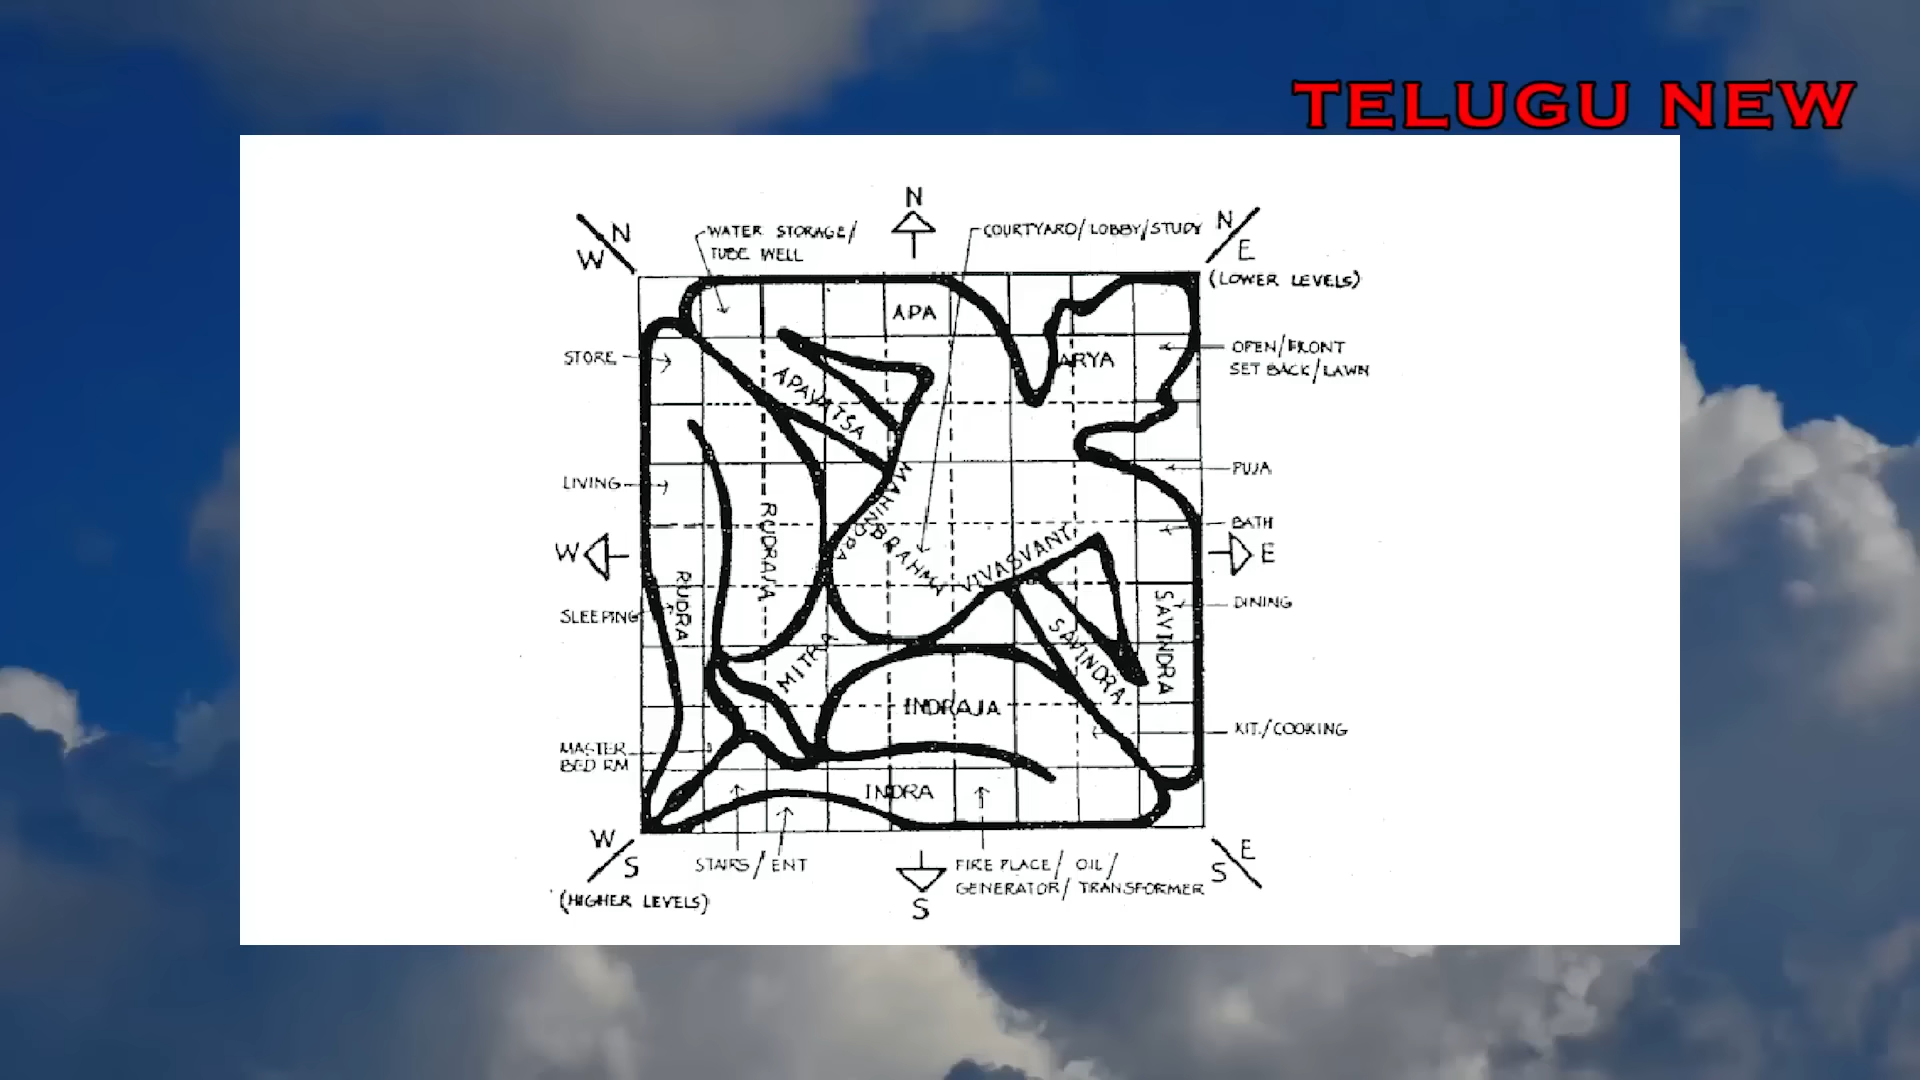 TELUGU NEW
N
N
W
WATER STORAGE/
TUBE WELL
COURTYARD/LOBBY/STUDY
N
E
(LOWER LEVELS)
APA
STORE
ARYA
OPEN/FRONT
SET BACK/LAWN
APAVATSA
LIVING
PUJA
MAHINDRA
RUDRAJA
BRAHMA
VIVASVANT
BATH
W
E
RUDRA
SLEEPING
DINING
SAVINDRA
SAVINDRA
MITRA
INDRAJA
KIT./COOKING
MASTER
BED RM
INDRA
W
S
STAIRS/ENT
FIRE PLACE/ OIL/
GENERATOR/ TRANSFORMER
E
S
(HIGHER LEVELS)
S